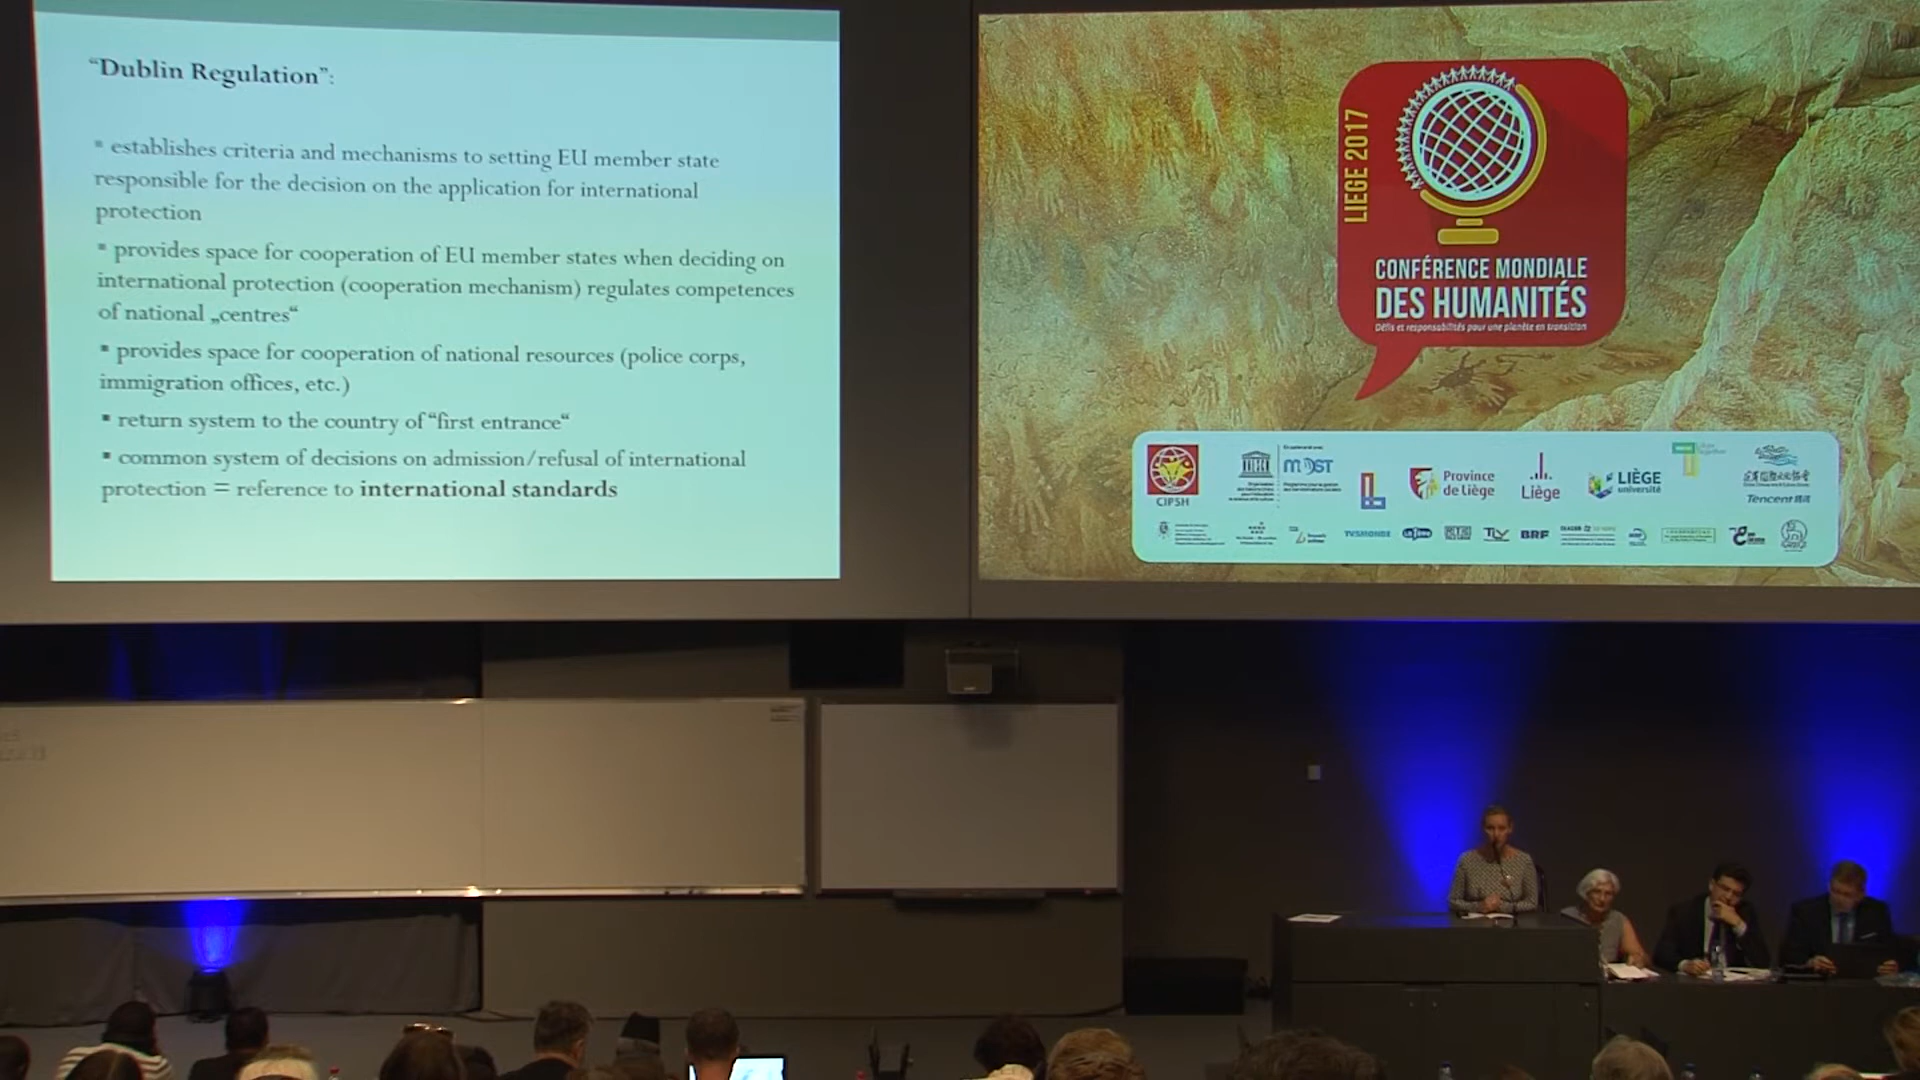 “Dublin Regulation”:
▪ establishes criteria and mechanisms to setting EU member state
responsible for the decision on the application for international
protection
▪ provides space for cooperation of EU member states when deciding on
international protection (cooperation mechanism) regulates competences
of national „centres“
▪ provides space for cooperation of national resources (police corps,
immigration offices, etc.)
▪ return system to the country of “first entrance“
▪ common system of decisions on admission/refusal of international
protection = reference to international standards
LIEGE 2017
CONFÉRENCE MONDIALE
DES HUMANITÉS
Défis et responsabilités pour une planète en transition
CIPSH
UNESCO
MOST
Province
de Liège
Liège
LIÈGE
université
Tencent
TV5MONDE
BRF